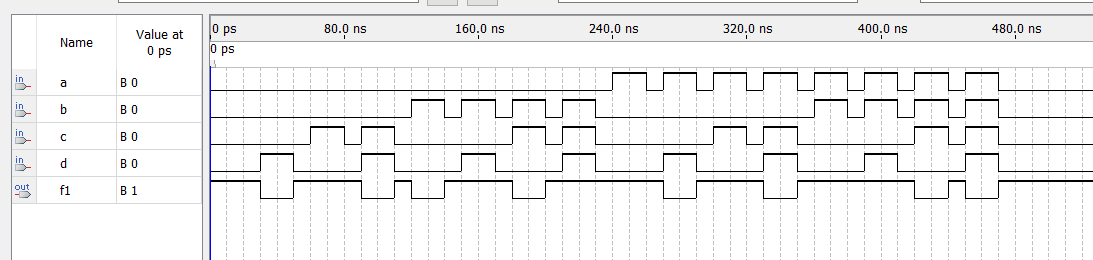 0 ps 80.0 ns 160.0 ns 240.0 ns 320.0 ns 400.0 ns 480.0 ns
Name Value at
0 ps
0 ps
in a B 0
in b B 0
in c B 0
in d B 0
out f1 B 1